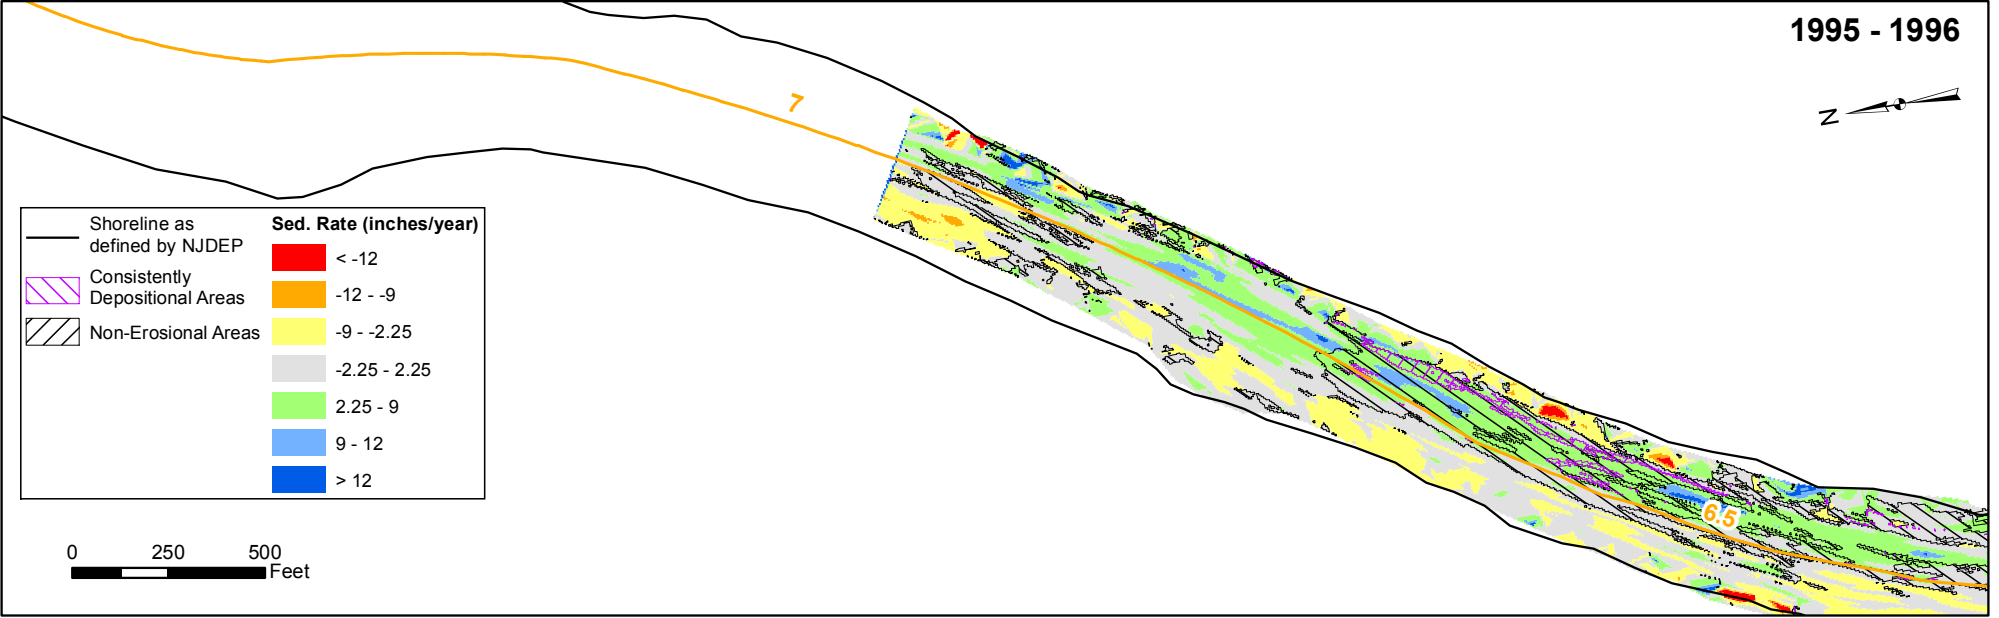 1995 - 1996
7
N
Shoreline as
defined by NJDEP
Consistently
Depositional Areas
Non-Erosional Areas
Sed. Rate (inches/year)
< -12
-12 - -9
-9 - -2.25
-2.25 - 2.25
2.25 - 9
9 - 12
> 12
6.5
0 250 500
Feet